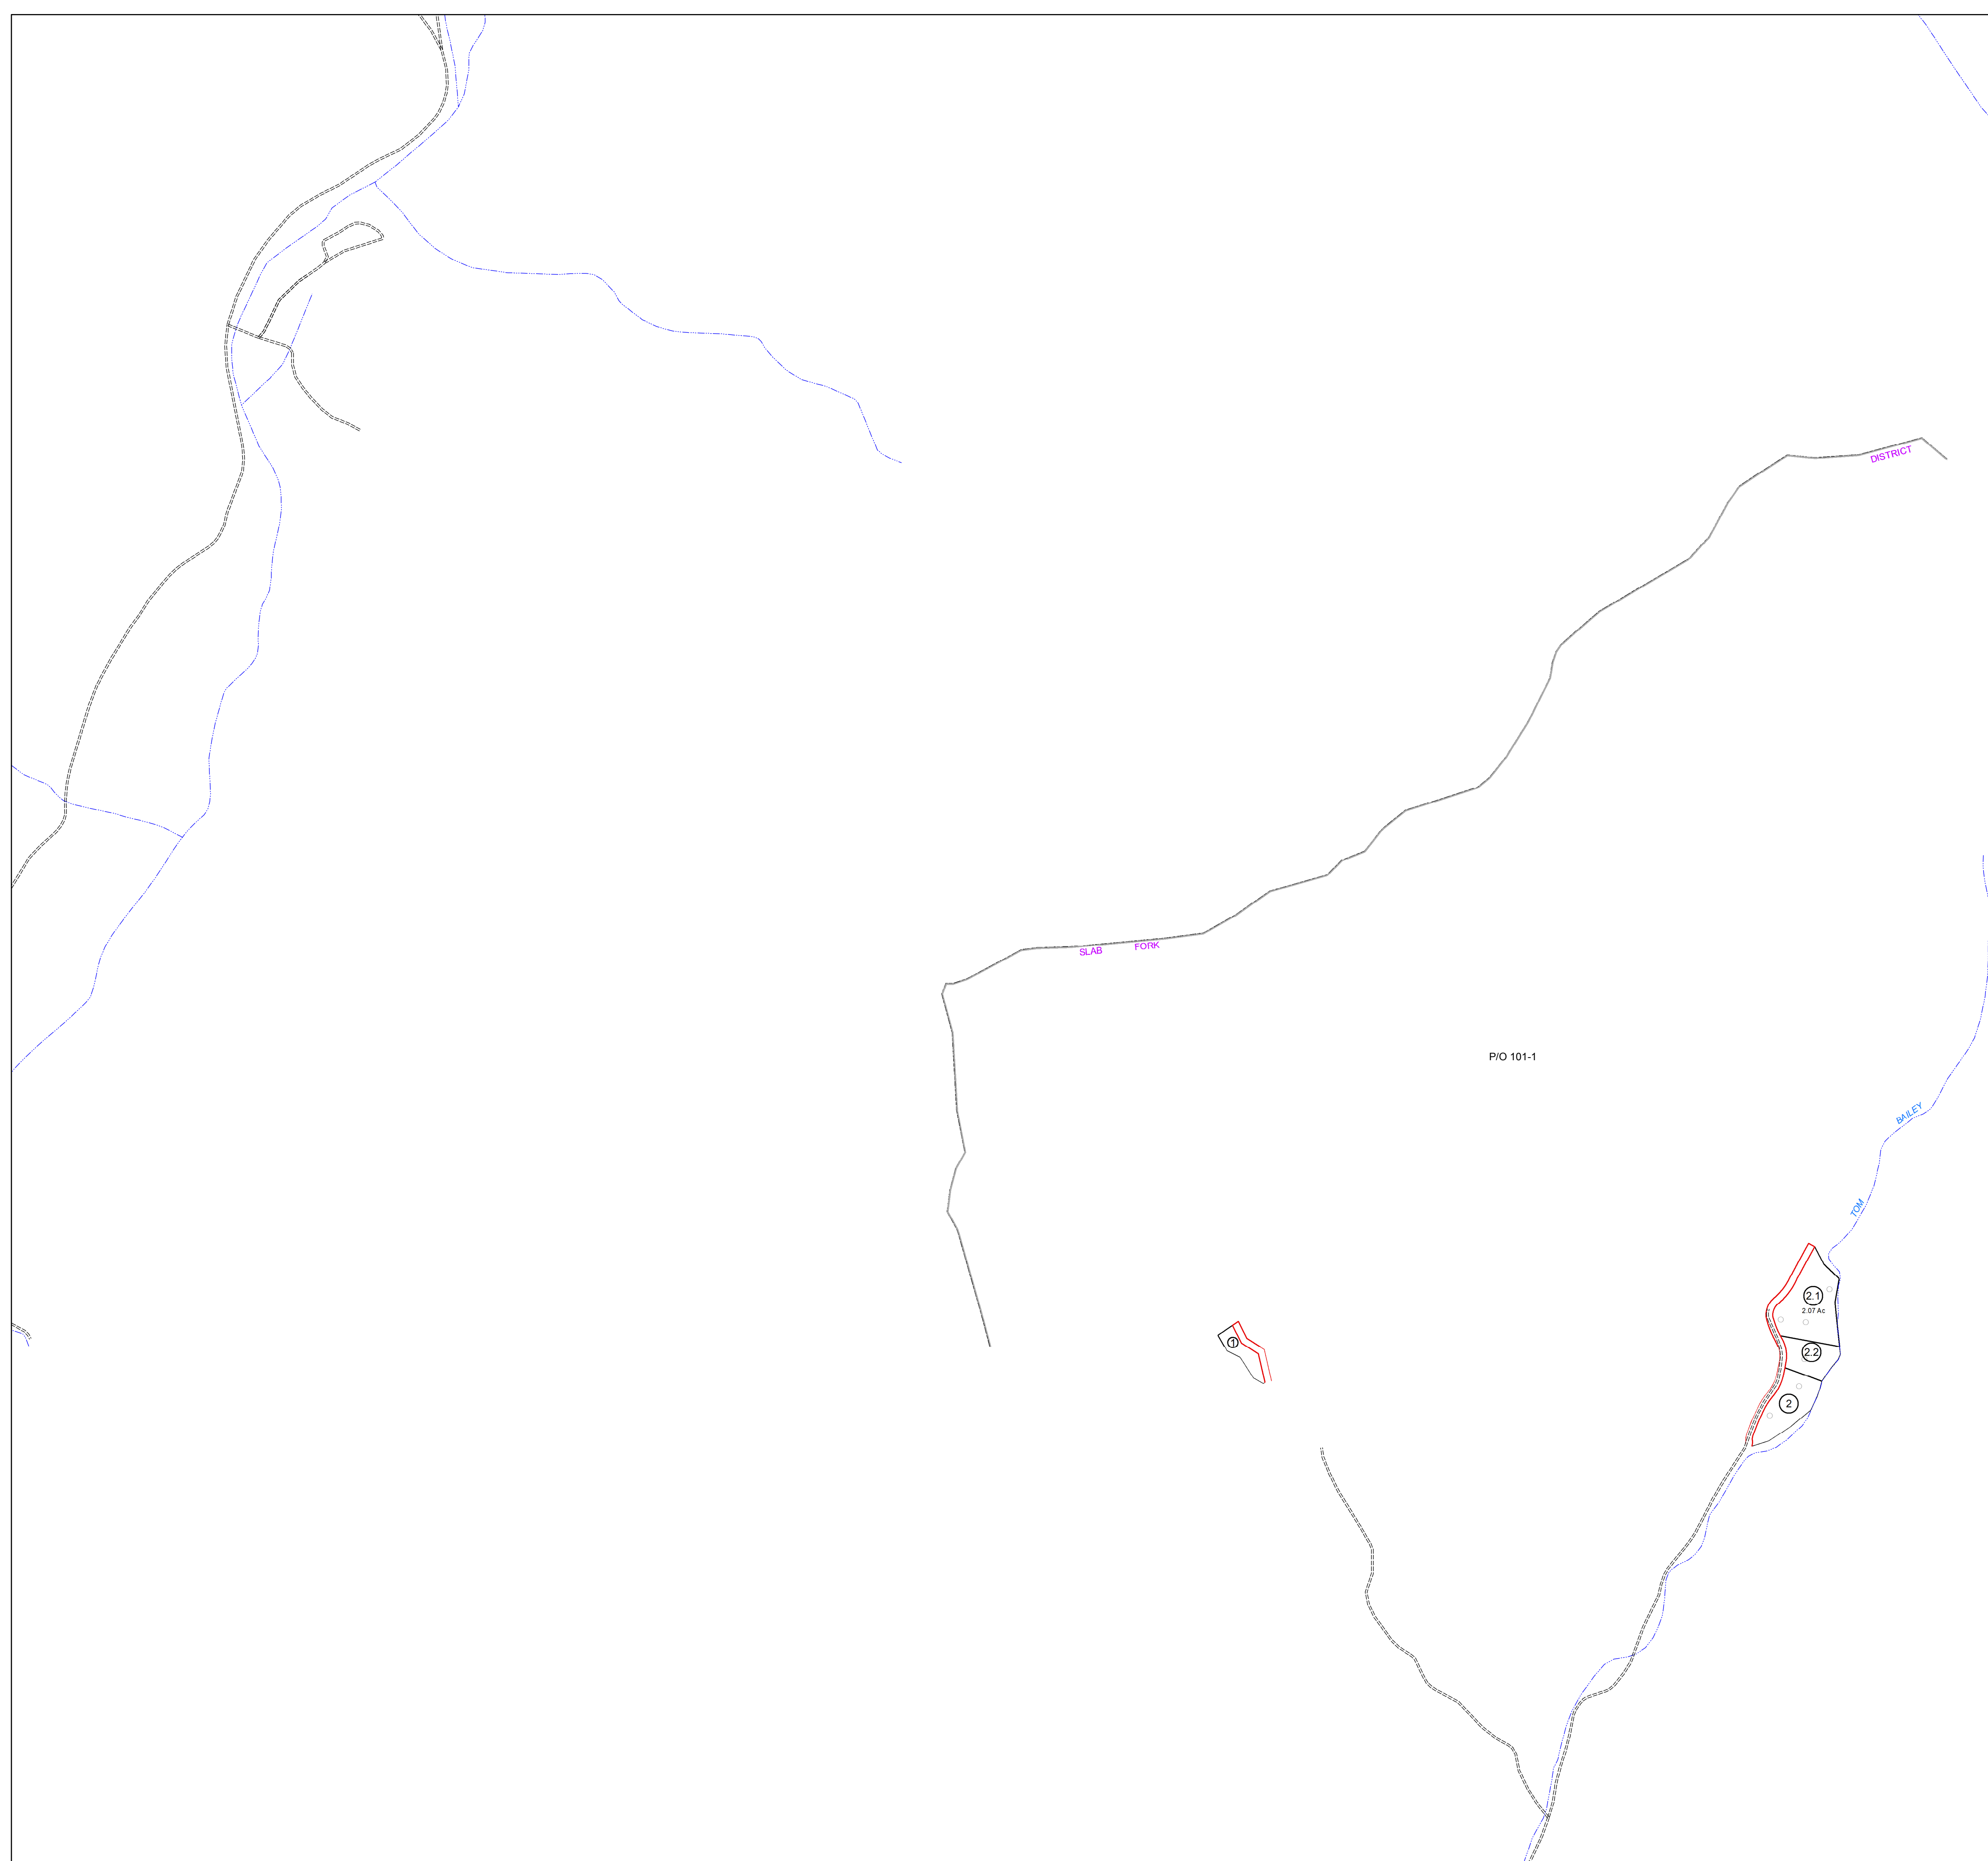 DISTRICT
SLAB FORK
P/O 101-1
BAILEY
TOM
2.1
2.07 Ac
1
2.2
2